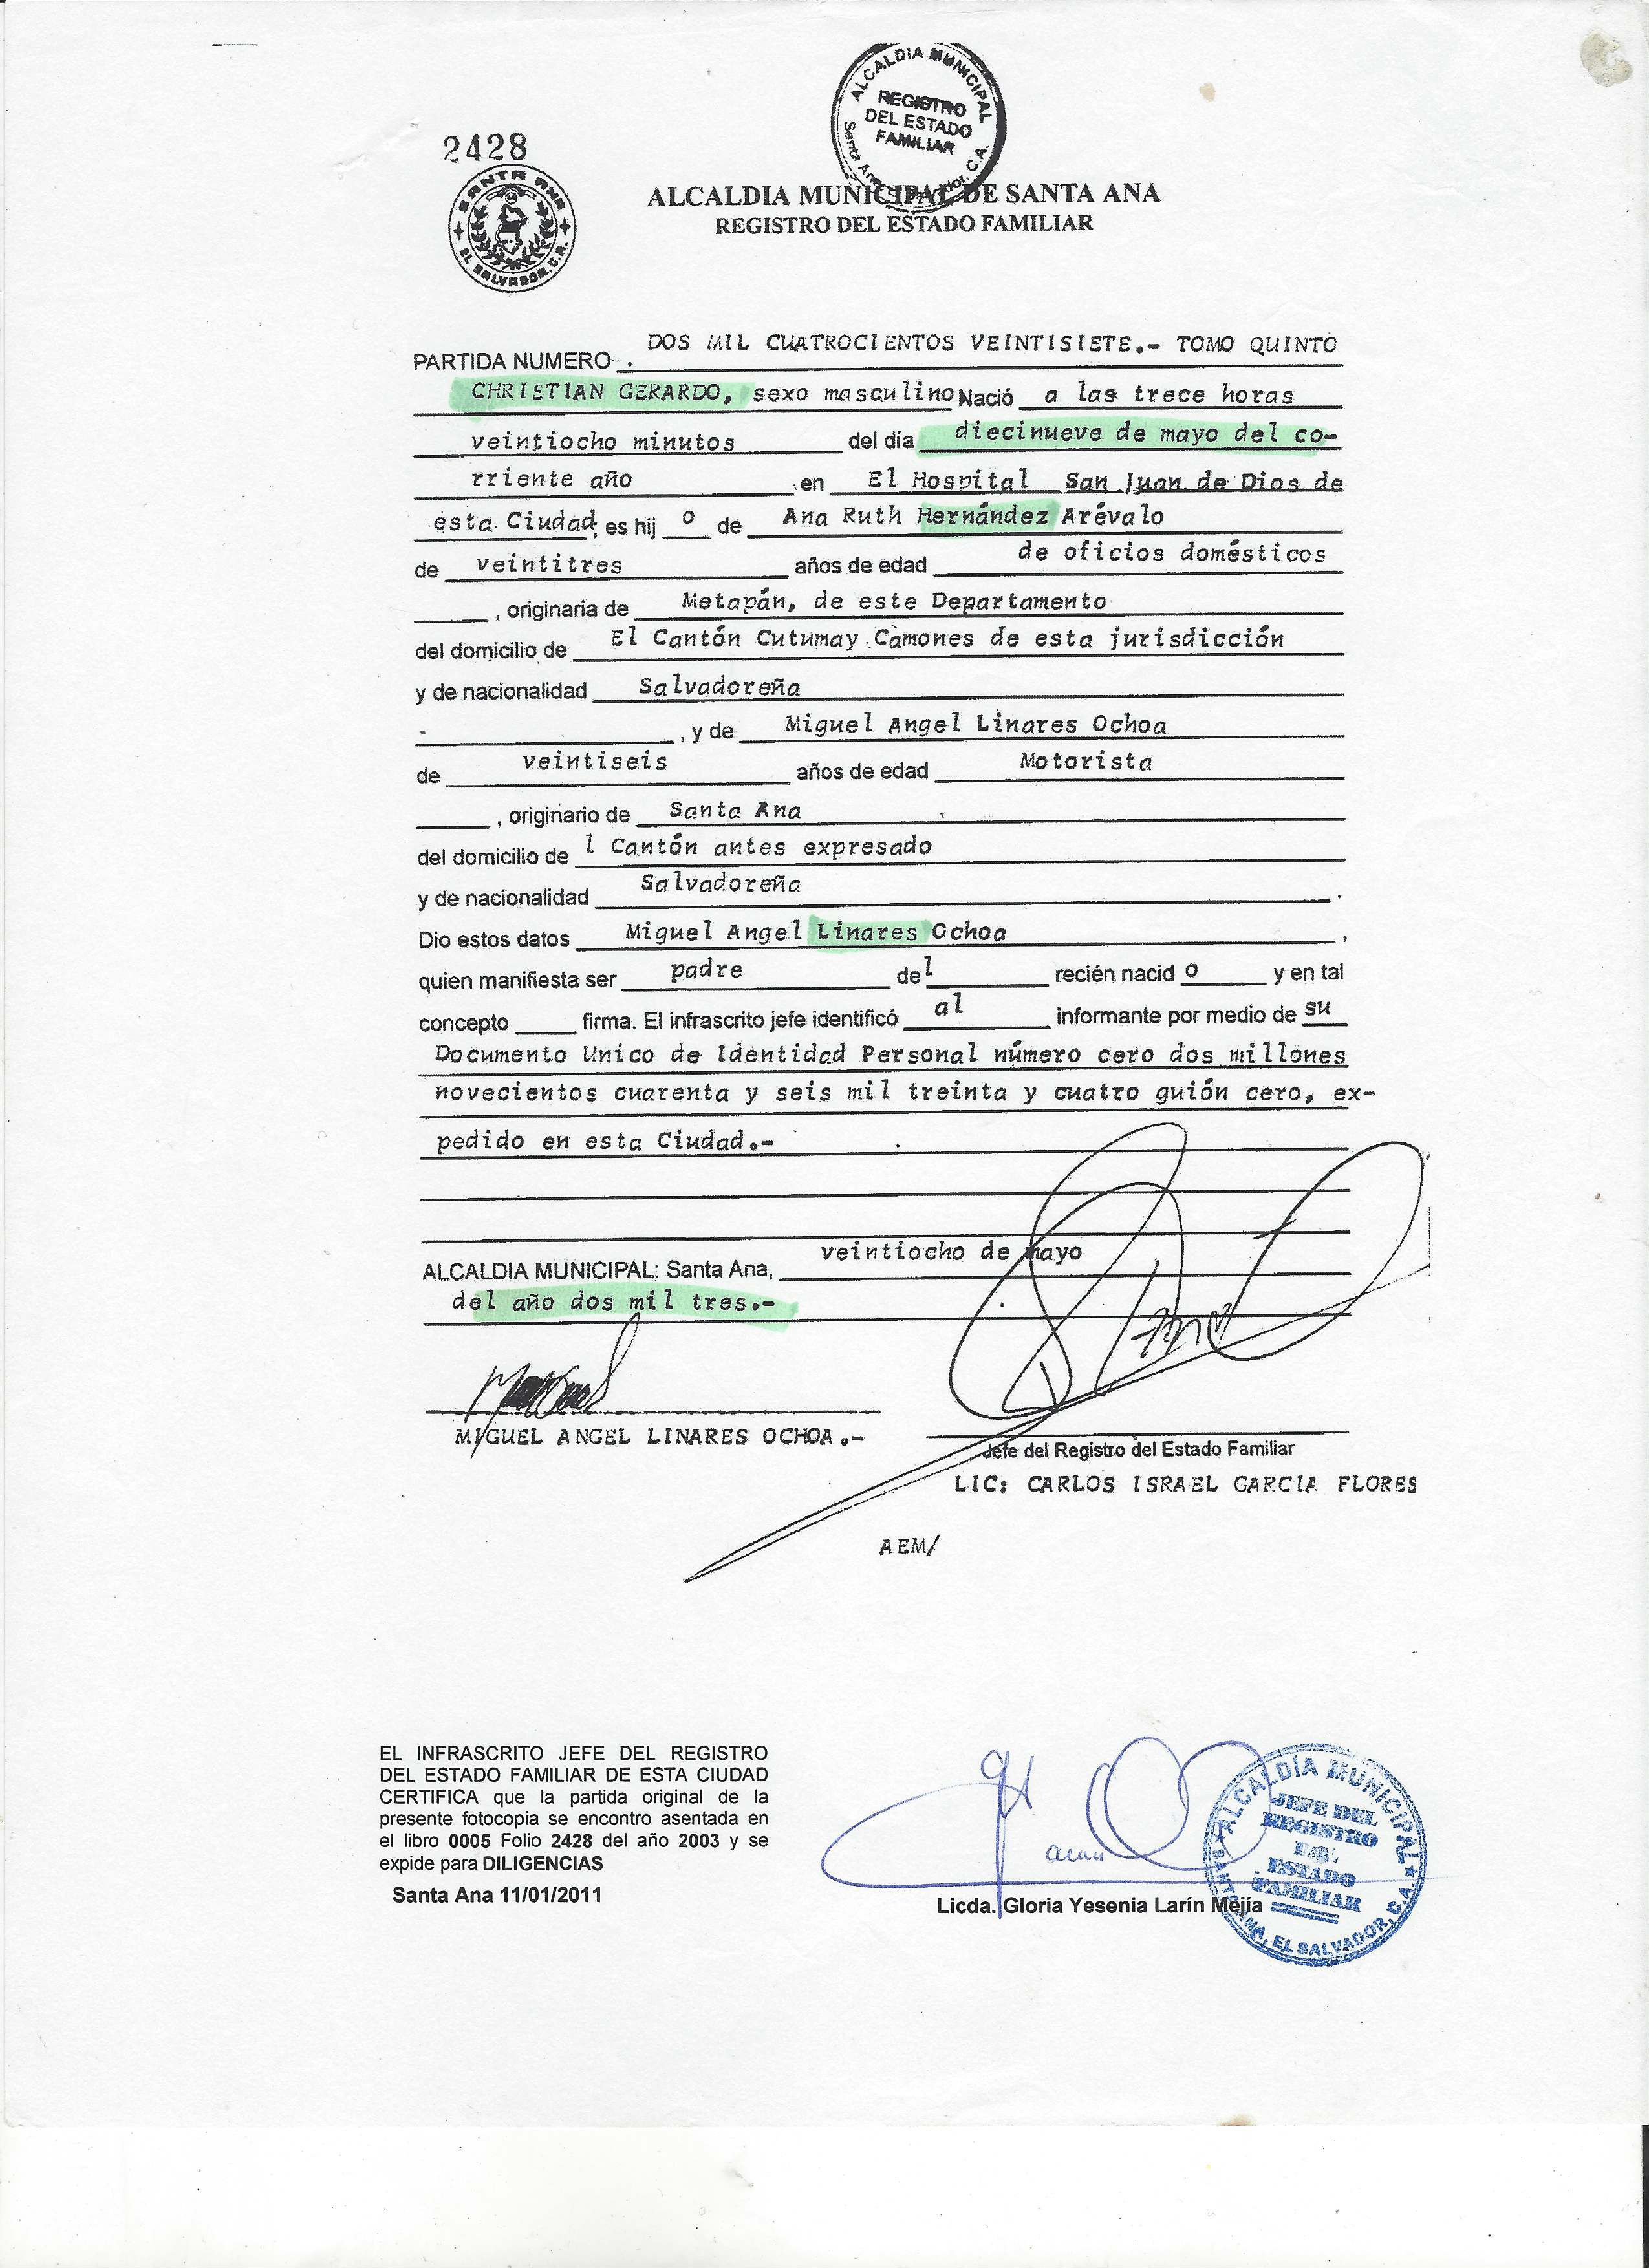 ALCALDIA MUNICIPAL
REGISTRO
DEL ESTADO
FAMILIAR
2428
SANTA ANA
EL SALVADOR, C.A.
ALCALDIA MUNICIPAL DE SANTA ANA
REGISTRO DEL ESTADO FAMILIAR
PARTIDA NUMERO DOS MIL CUATROCIENTOS VEINTISIETE.- TOMO QUINTO
CHRISTIAN GERARDO, sexo masculino Nació a las trece horas
veintiocho minutos del día diecinueve de mayo del co-
rriente año en El Hospital San Juan de Dios de
esta Ciudad, es hij o de Ana Ruth Hernández Arévalo
de veintitres años de edad de oficios domésticos
, originaria de Metapán, de este Departamento
del domicilio de El Cantón Cutumay Camones de esta jurisdicción
y de nacionalidad Salvadoreña
, y de Miguel Angel Linares Ochoa
de veintiseis años de edad Motorista
, originario de Santa Ana
del domicilio de l Cantón antes expresado
y de nacionalidad Salvadoreña .
Dio estos datos Miguel Angel Linares Ochoa ,
quien manifiesta ser padre del recién nacid o y en tal
concepto firma. El infrascrito jefe identificó al informante por medio de su
Documento Unico de Identidad Personal número cero dos millones
novecientos cuarenta y seis mil treinta y cuatro guión cero, ex-
pedido en esta Ciudad.-
ALCALDIA MUNICIPAL: Santa Ana, veintiocho de mayo
del año dos mil tres.-
MIGUEL ANGEL LINARES OCHOA.-
Jefe del Registro del Estado Familiar
LIC: CARLOS ISRAEL GARCIA FLORES
AEM/
EL INFRASCRITO JEFE DEL REGISTRO
DEL ESTADO FAMILIAR DE ESTA CIUDAD
CERTIFICA que la partida original de la
presente fotocopia se encontro asentada en
el libro 0005 Folio 2428 del año 2003 y se
expide para DILIGENCIAS
Santa Ana 11/01/2011
Licda. Gloria Yesenia Larín Mejía
ALCALDÍA MUNICIPAL
JEFE DEL
REGISTRO
DEL
ESTADO
FAMILIAR
SANTA ANA, EL SALVADOR, C.A.